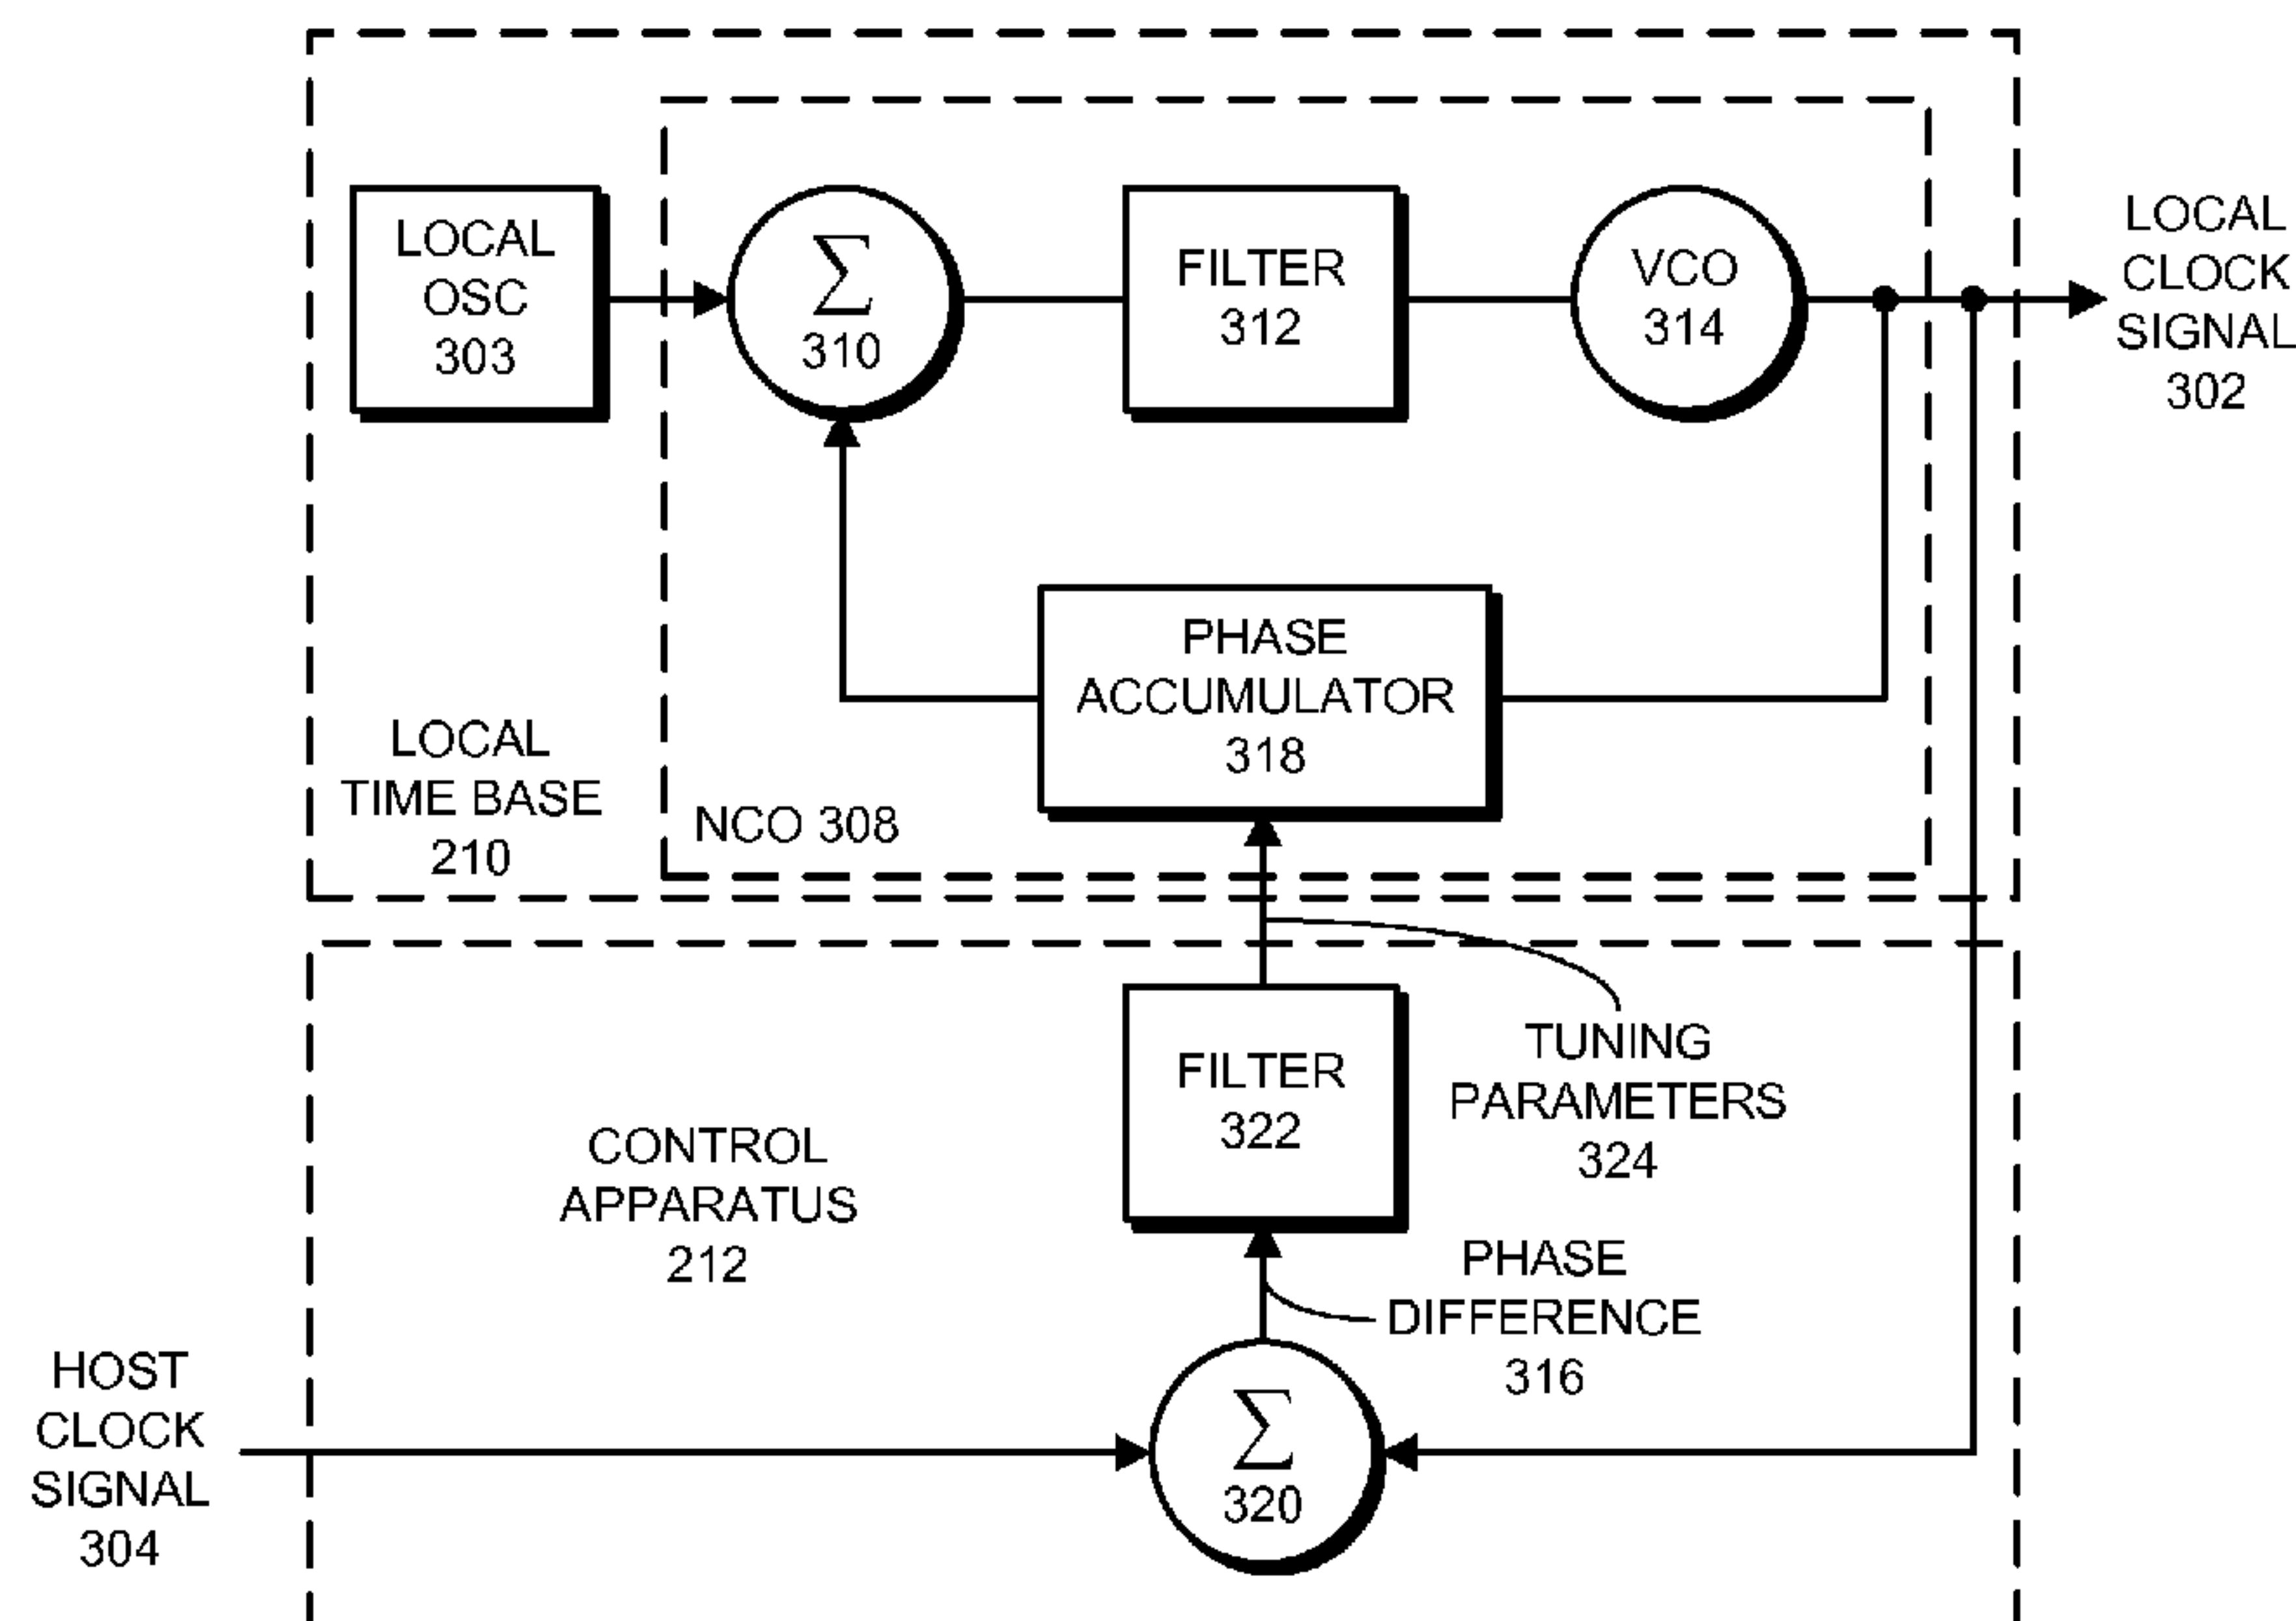 LOCAL
OSC
303
Σ
310
FILTER
312
VCO
314
LOCAL
CLOCK
SIGNAL
302
PHASE
ACCUMULATOR
318
LOCAL
TIME BASE
210
NCO 308
FILTER
322
TUNING
PARAMETERS
324
CONTROL
APPARATUS
212
PHASE
DIFFERENCE
316
HOST
CLOCK
SIGNAL
304
Σ
320